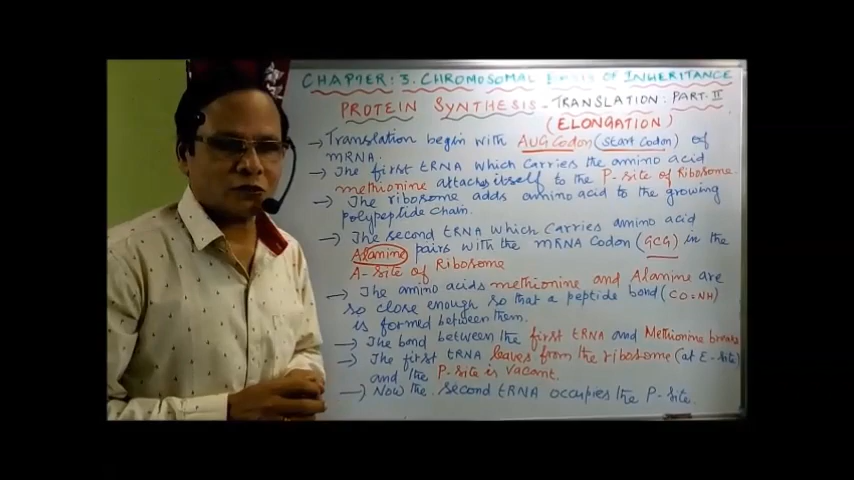 CHAPTER: 3. CHROMOSOMAL BASIS OF INHERITANCE
PROTEIN SYNTHESIS - TRANSLATION: PART-II
(ELONGATION)
→ Translation begin with AUG Codon (start Codon) of
mRNA.
→ The first tRNA which Carries the amino acid
methionine attaches itself to the P-site of Ribosome.
→ The ribosome adds amino acid to the growing
polypeptide chain.
→ The second tRNA which Carries amino acid
Alamine pairs with the mRNA Codon (GCG) in the
A-site of Ribosome
→ The amino acids methionine and Alamine are
so close enough so that a peptide bond (CO=NH)
is formed between them.
→ The bond between the first tRNA and Methionine breaks
→ The first tRNA leaves from the ribosome (at E-site)
and the P-site is vacant.
→ Now the second tRNA occupies the P-site.